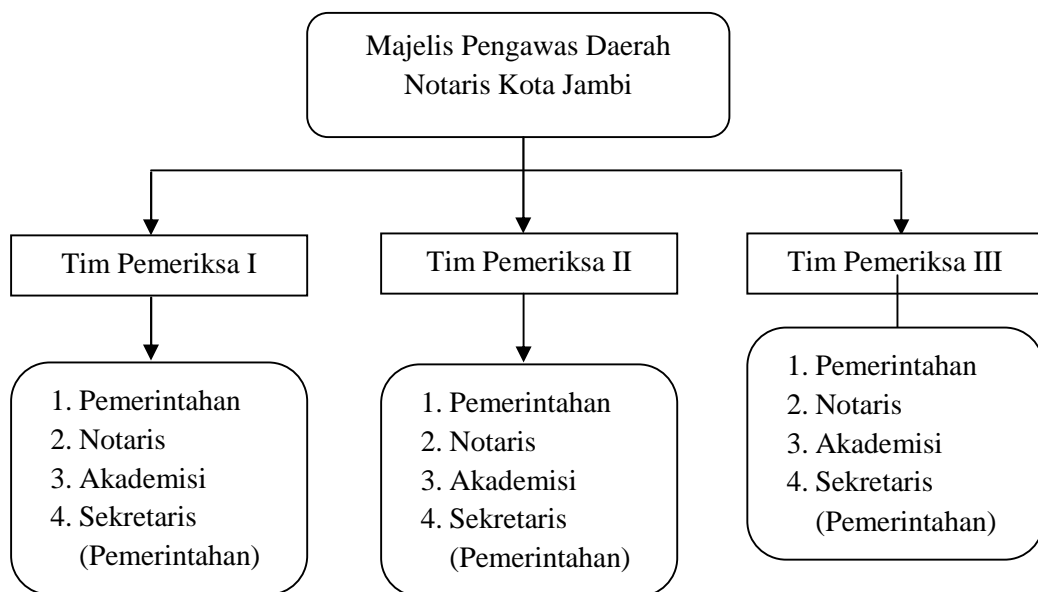 Majelis Pengawas Daerah
Notaris Kota Jambi
Tim Pemeriksa I
Tim Pemeriksa II
Tim Pemeriksa III
1. Pemerintahan
2. Notaris
3. Akademisi
4. Sekretaris
(Pemerintahan)
1. Pemerintahan
2. Notaris
3. Akademisi
4. Sekretaris
(Pemerintahan)
1. Pemerintahan
2. Notaris
3. Akademisi
4. Sekretaris
(Pemerintahan)